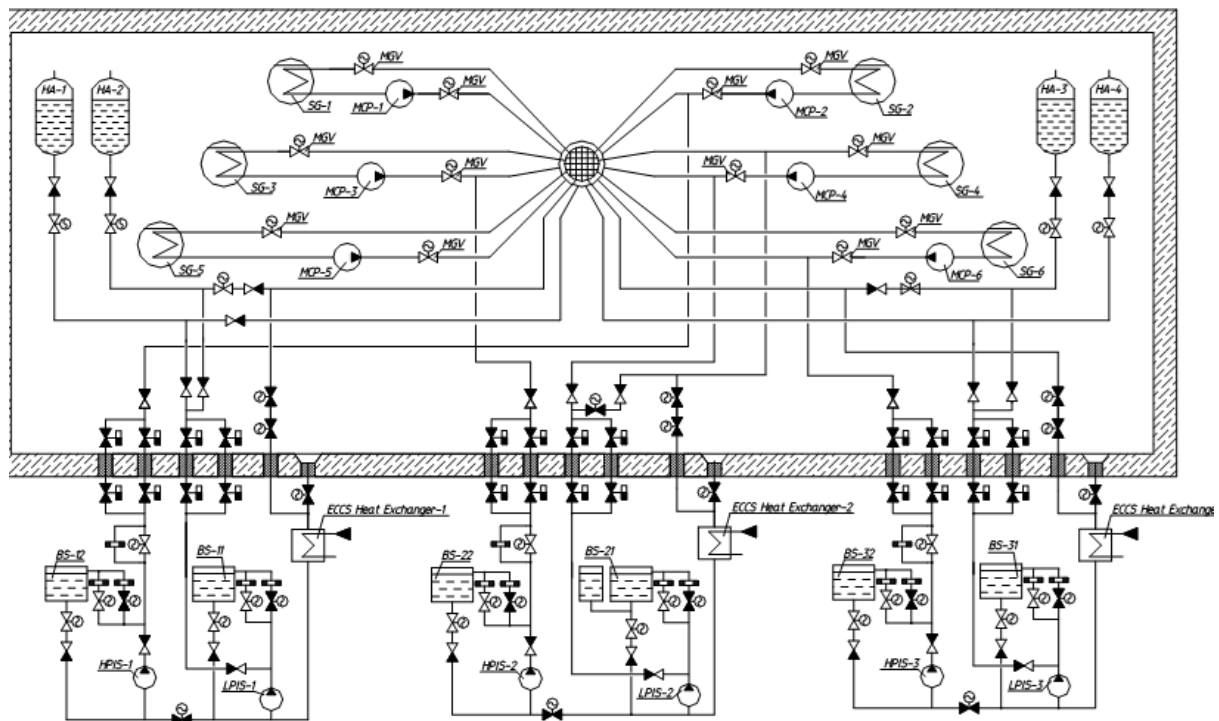 MGV
MGV
HA-1
HA-2
MGV
MGV
HA-3
HA-4
SG-1
MCP-1
MCP-2
SG-2
MGV
MGV
MGV
MGV
SG-3
MCP-3
MCP-4
SG-4
MGV
MGV
MGV
MGV
SG-5
MCP-5
MCP-6
SG-6
ECCS Heat Exchanger-1
ECCS Heat Exchanger-2
ECCS Heat Exchange
BS-12
BS-11
BS-22
BS-21
BS-32
BS-31
HPIS-1
LPIS-1
HPIS-2
LPIS-2
HPIS-3
LPIS-3